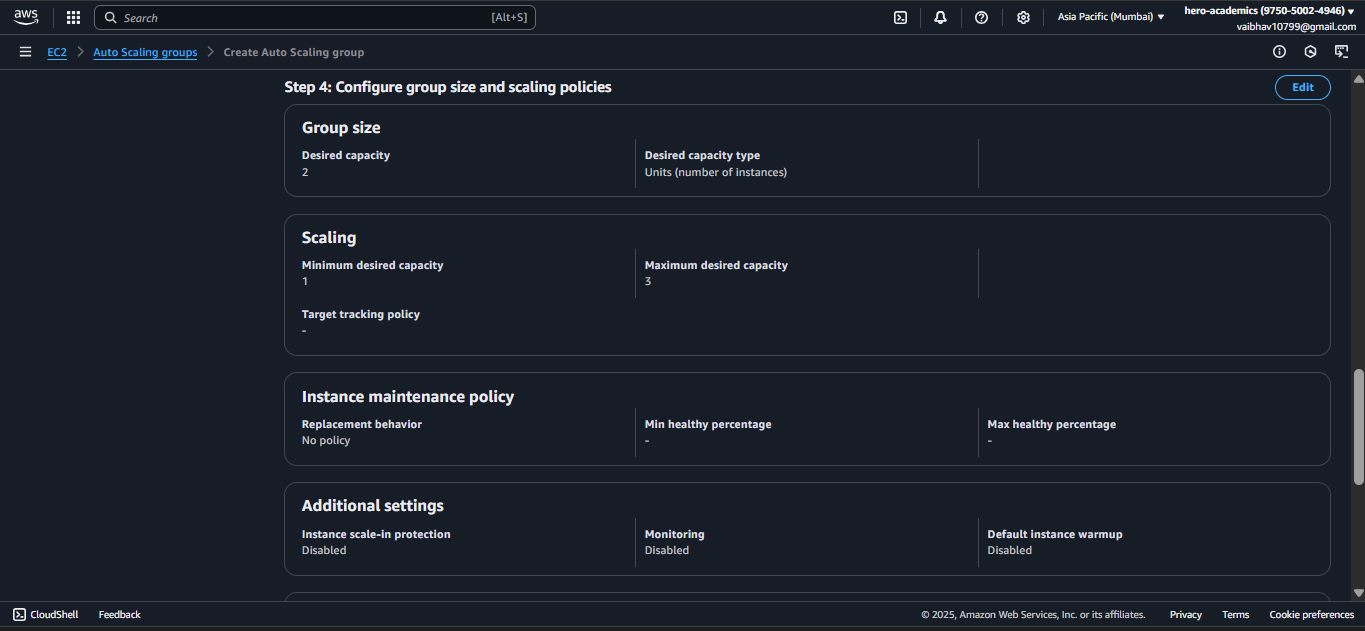 aws
Search [Alt+S]
Asia Pacific (Mumbai) ▼
hero-academics (9750-5002-4946) ▼
vaibhav10799@gmail.com
EC2 > Auto Scaling groups > Create Auto Scaling group
Step 4: Configure group size and scaling policies
Edit
Group size
Desired capacity
2
Desired capacity type
Units (number of instances)
Scaling
Minimum desired capacity
1
Maximum desired capacity
3
Target tracking policy
-
Instance maintenance policy
Replacement behavior
No policy
Min healthy percentage
-
Max healthy percentage
-
Additional settings
Instance scale-in protection
Disabled
Monitoring
Disabled
Default instance warmup
Disabled
CloudShell Feedback © 2025, Amazon Web Services, Inc. or its affiliates. Privacy Terms Cookie preferences